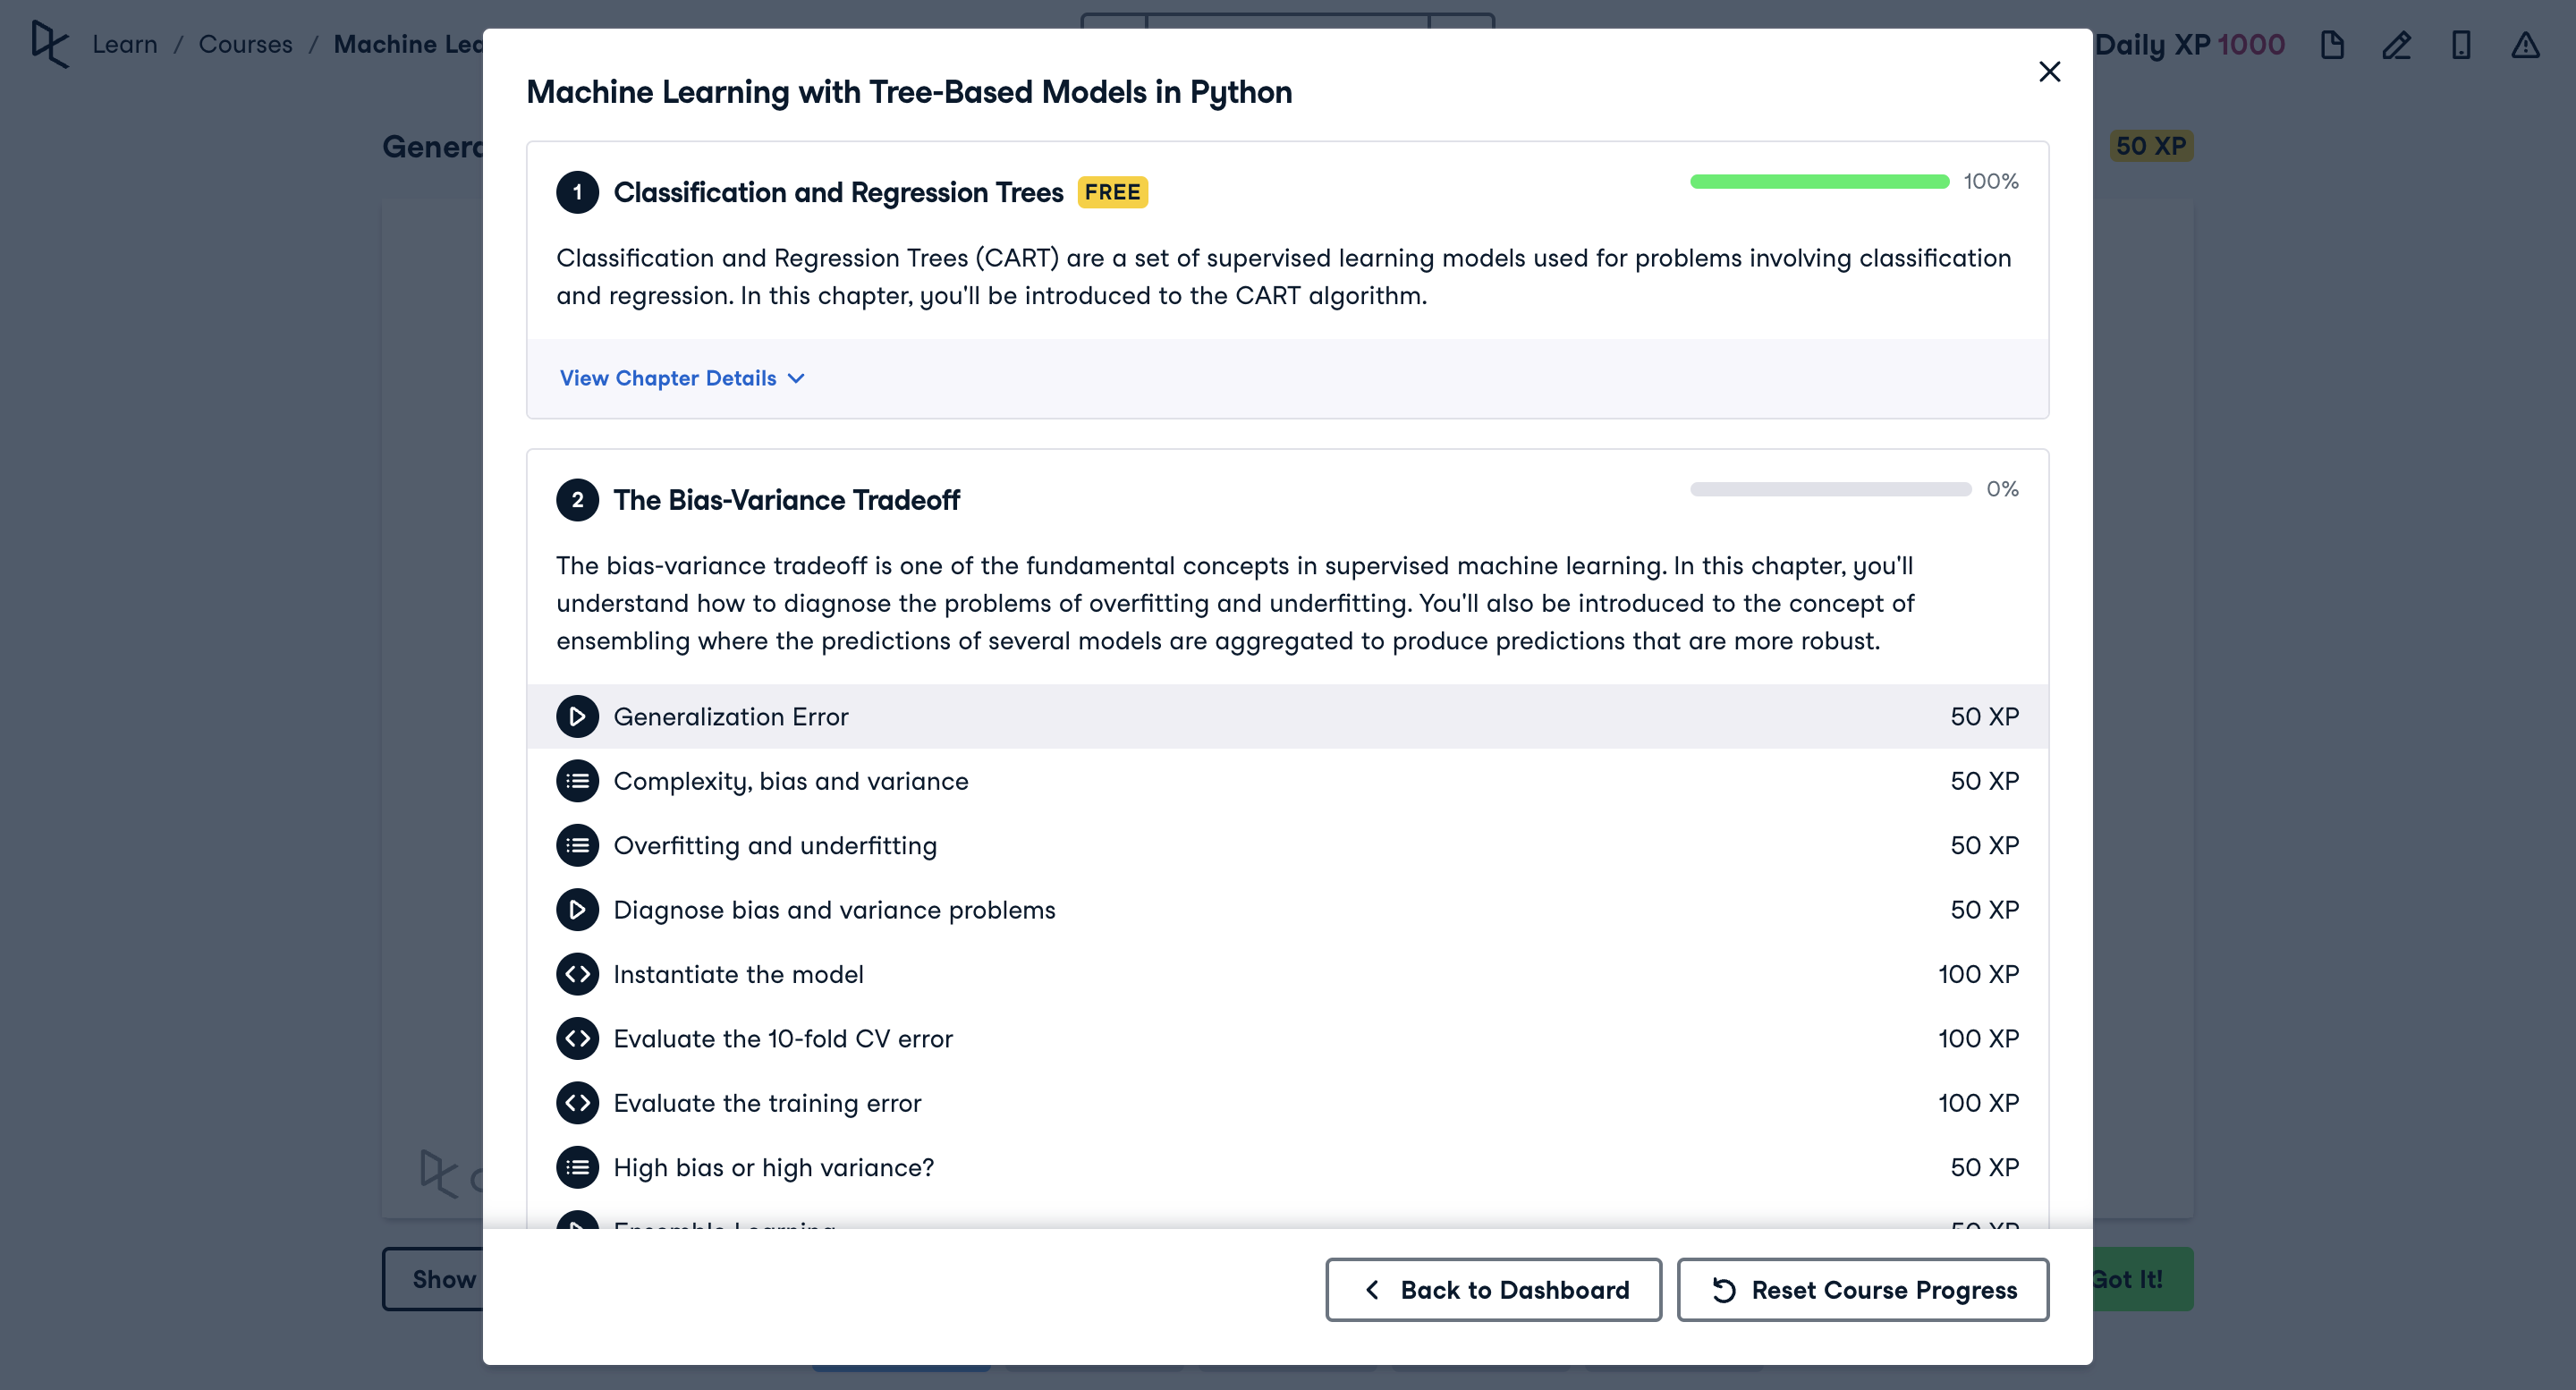 Learn / Courses / Machine Lea
Daily XP 1000
Genera
50 XP
Machine Learning with Tree-Based Models in Python
1 Classification and Regression Trees FREE
100%
Classification and Regression Trees (CART) are a set of supervised learning models used for problems involving classification
and regression. In this chapter, you'll be introduced to the CART algorithm.
View Chapter Details
2 The Bias-Variance Tradeoff
0%
The bias-variance tradeoff is one of the fundamental concepts in supervised machine learning. In this chapter, you'll
understand how to diagnose the problems of overfitting and underfitting. You'll also be introduced to the concept of
ensembling where the predictions of several models are aggregated to produce predictions that are more robust.
Generalization Error 50 XP
Complexity, bias and variance 50 XP
Overfitting and underfitting 50 XP
Diagnose bias and variance problems 50 XP
Instantiate the model 100 XP
Evaluate the 10-fold CV error 100 XP
Evaluate the training error 100 XP
High bias or high variance? 50 XP
Ensemble Learning 50 XP
Show
Back to Dashboard
Reset Course Progress
Got It!